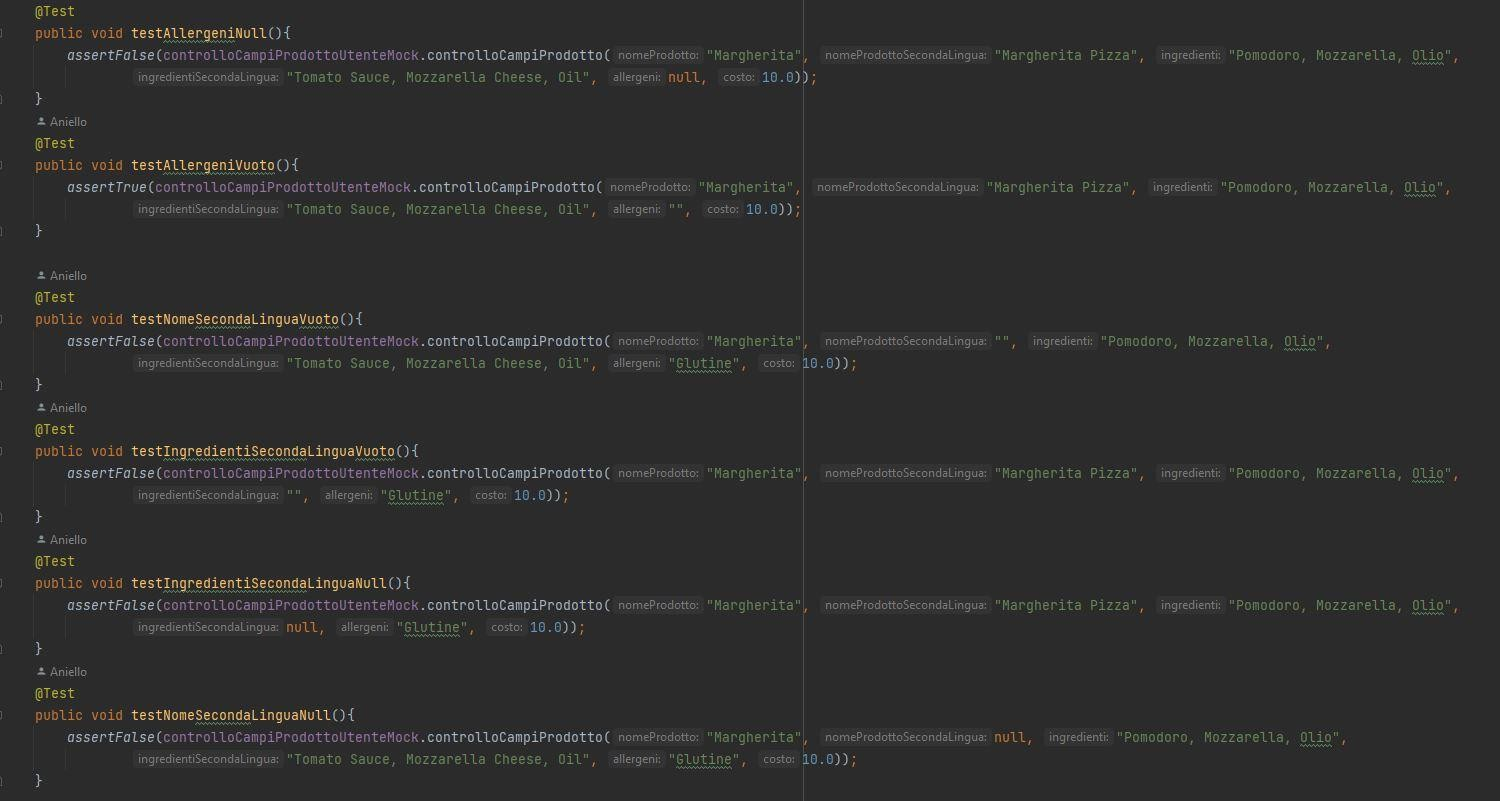 @Test
public void testAllergeniNull(){
assertFalse(controlloCampiProdottoUtenteMock.controlloCampiProdotto( nomeProdotto: "Margherita", nomeProdottoSecondaLingua: "Margherita Pizza", ingredienti: "Pomodoro, Mozzarella, Olio",
ingredientiSecondaLingua: "Tomato Sauce, Mozzarella Cheese, Oil", allergeni: null, costo: 10.0));
}
Aniello
@Test
public void testAllergeniVuoto(){
assertTrue(controlloCampiProdottoUtenteMock.controlloCampiProdotto( nomeProdotto: "Margherita", nomeProdottoSecondaLingua: "Margherita Pizza", ingredienti: "Pomodoro, Mozzarella, Olio",
ingredientiSecondaLingua: "Tomato Sauce, Mozzarella Cheese, Oil", allergeni: "", costo: 10.0));
}
Aniello
@Test
public void testNomeSecondaLinguaVuoto(){
assertFalse(controlloCampiProdottoUtenteMock.controlloCampiProdotto( nomeProdotto: "Margherita", nomeProdottoSecondaLingua: "", ingredienti: "Pomodoro, Mozzarella, Olio",
ingredientiSecondaLingua: "Tomato Sauce, Mozzarella Cheese, Oil", allergeni: "Glutine", costo: 10.0));
}
Aniello
@Test
public void testIngredientiSecondaLinguaVuoto(){
assertFalse(controlloCampiProdottoUtenteMock.controlloCampiProdotto( nomeProdotto: "Margherita", nomeProdottoSecondaLingua: "Margherita Pizza", ingredienti: "Pomodoro, Mozzarella, Olio",
ingredientiSecondaLingua: "", allergeni: "Glutine", costo: 10.0));
}
Aniello
@Test
public void testIngredientiSecondaLinguaNull(){
assertFalse(controlloCampiProdottoUtenteMock.controlloCampiProdotto( nomeProdotto: "Margherita", nomeProdottoSecondaLingua: "Margherita Pizza", ingredienti: "Pomodoro, Mozzarella, Olio",
ingredientiSecondaLingua: null, allergeni: "Glutine", costo: 10.0));
}
Aniello
@Test
public void testNomeSecondaLinguaNull(){
assertFalse(controlloCampiProdottoUtenteMock.controlloCampiProdotto( nomeProdotto: "Margherita", nomeProdottoSecondaLingua: null, ingredienti: "Pomodoro, Mozzarella, Olio",
ingredientiSecondaLingua: "Tomato Sauce, Mozzarella Cheese, Oil", allergeni: "Glutine", costo: 10.0));
}